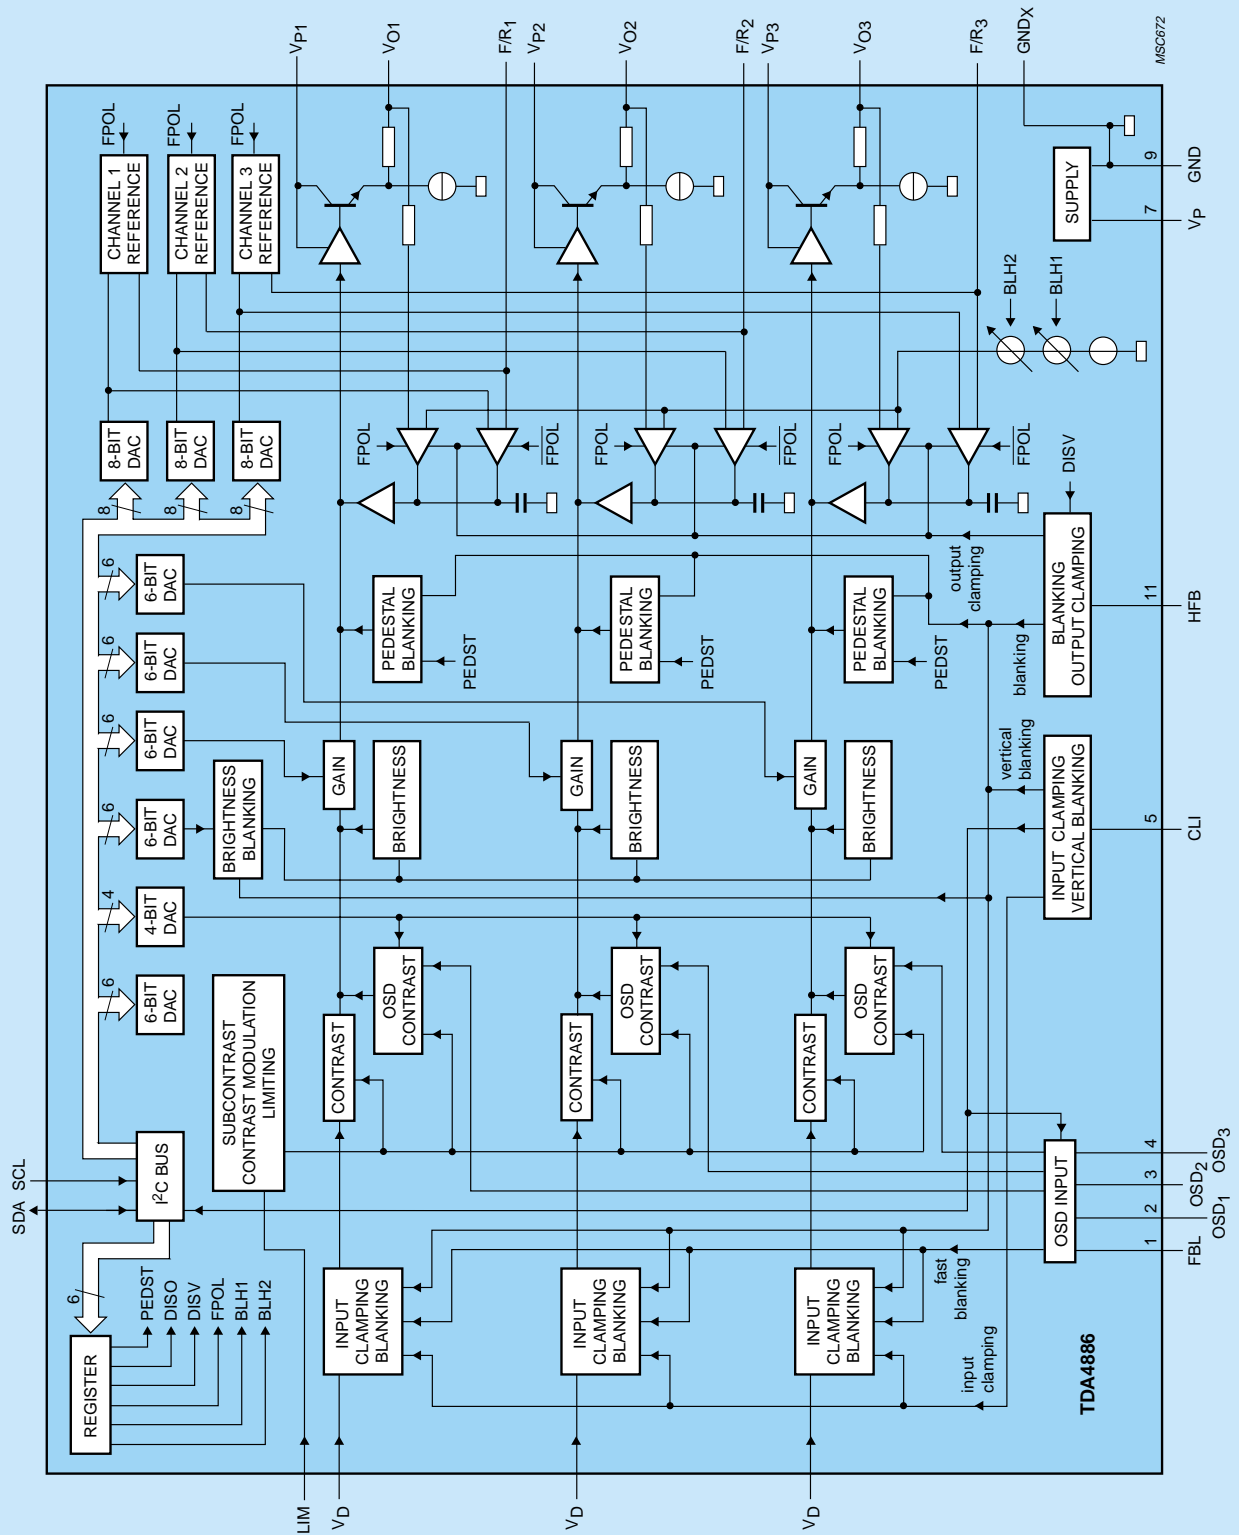 SDA
SCL
6
REGISTER
PEDST
DISO
DISV
FPOL
BLH1
BLH2
I2C BUS
6
6-BIT
DAC
4
4-BIT
DAC
6
6-BIT
DAC
6
6-BIT
DAC
6
6-BIT
DAC
6
6-BIT
DAC
8
8
8
8-BIT
DAC
8-BIT
DAC
8-BIT
DAC
FPOL
CHANNEL 1
REFERENCE
FPOL
CHANNEL 2
REFERENCE
FPOL
CHANNEL 3
REFERENCE
SUBCONTRAST
CONTRAST MODULATION
LIMITING
BRIGHTNESS
BLANKING
LIM
VD
INPUT
CLAMPING
BLANKING
CONTRAST
OSD
CONTRAST
GAIN
BRIGHTNESS
PEDESTAL
BLANKING
PEDST
FPOL
FPOL
VP1
VO1
F/R1
VD
INPUT
CLAMPING
BLANKING
CONTRAST
OSD
CONTRAST
GAIN
BRIGHTNESS
PEDESTAL
BLANKING
PEDST
FPOL
FPOL
VP2
VO2
F/R2
VD
INPUT
CLAMPING
BLANKING
CONTRAST
OSD
CONTRAST
GAIN
BRIGHTNESS
PEDESTAL
BLANKING
PEDST
FPOL
FPOL
VP3
VO3
F/R3
GNDX
input
clamping
fast
blanking
vertical
blanking
blanking
output
clamping
DISV
BLH2
BLH1
TDA4886
OSD INPUT
INPUT CLAMPING
VERTICAL BLANKING
BLANKING
OUTPUT CLAMPING
SUPPLY
1
2
3
4
5
11
7
9
FBL
OSD1
OSD2
OSD3
CLI
HFB
VP
GND
MSC672